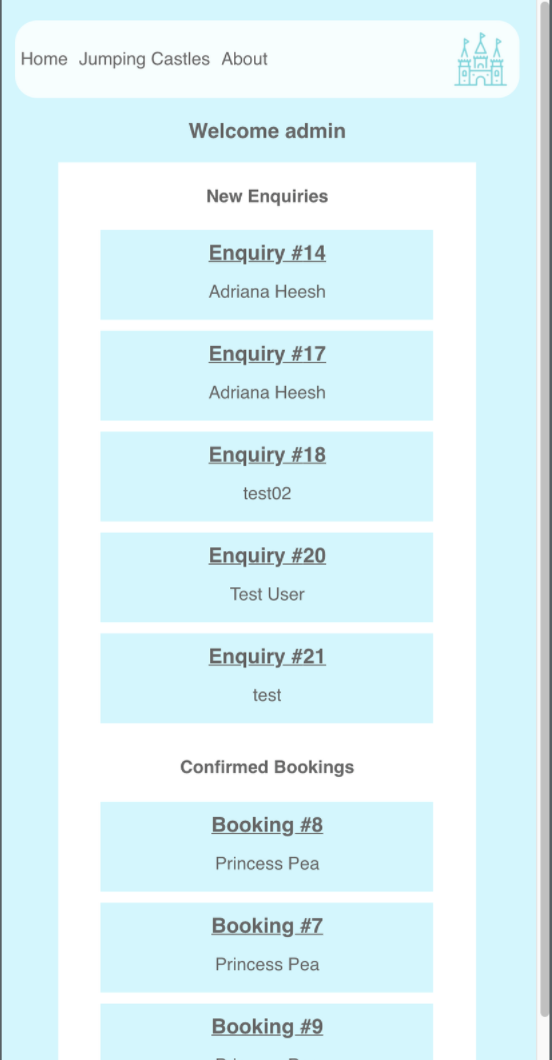 Home Jumping Castles About
Welcome admin
New Enquiries
Enquiry #14
Adriana Heesh
Enquiry #17
Adriana Heesh
Enquiry #18
test02
Enquiry #20
Test User
Enquiry #21
test
Confirmed Bookings
Booking #8
Princess Pea
Booking #7
Princess Pea
Booking #9